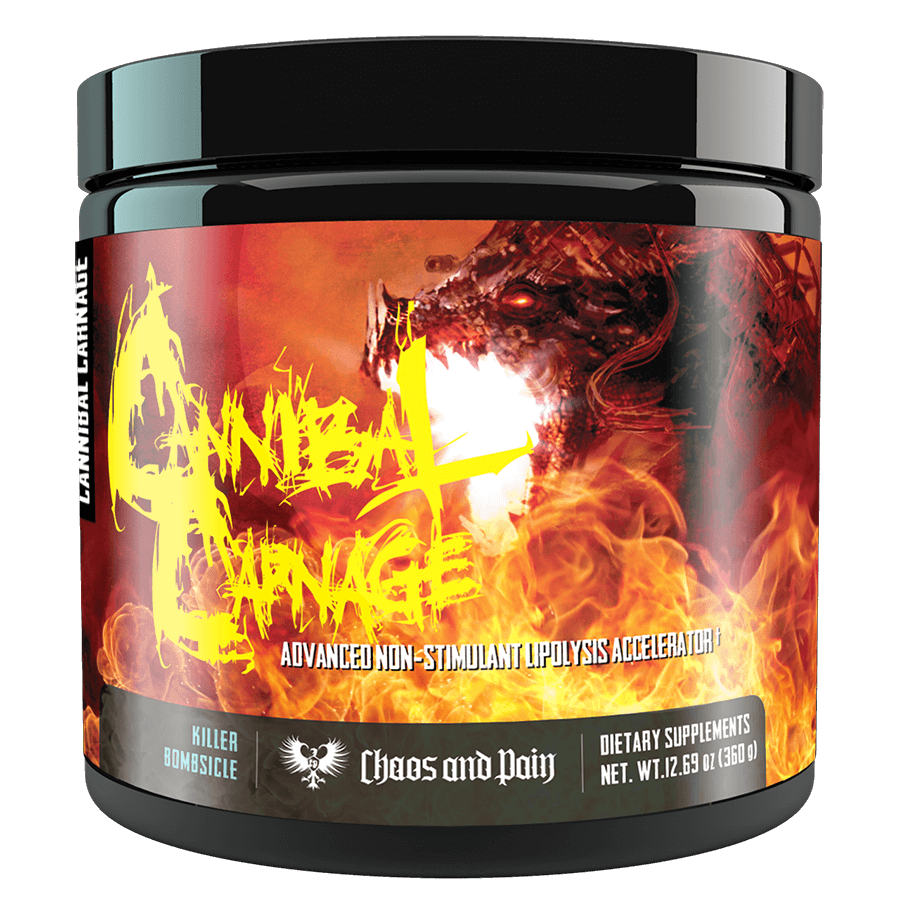 CANNIBAL CARNAGE
CANNIBAL
CARNAGE
ADVANCED NON-STIMULANT LIPOLYSIS ACCELERATOR†
KILLER
BOMBSICLE
Chaos and Pain
DIETARY SUPPLEMENTS
NET. WT.12.69 oz (360 g)